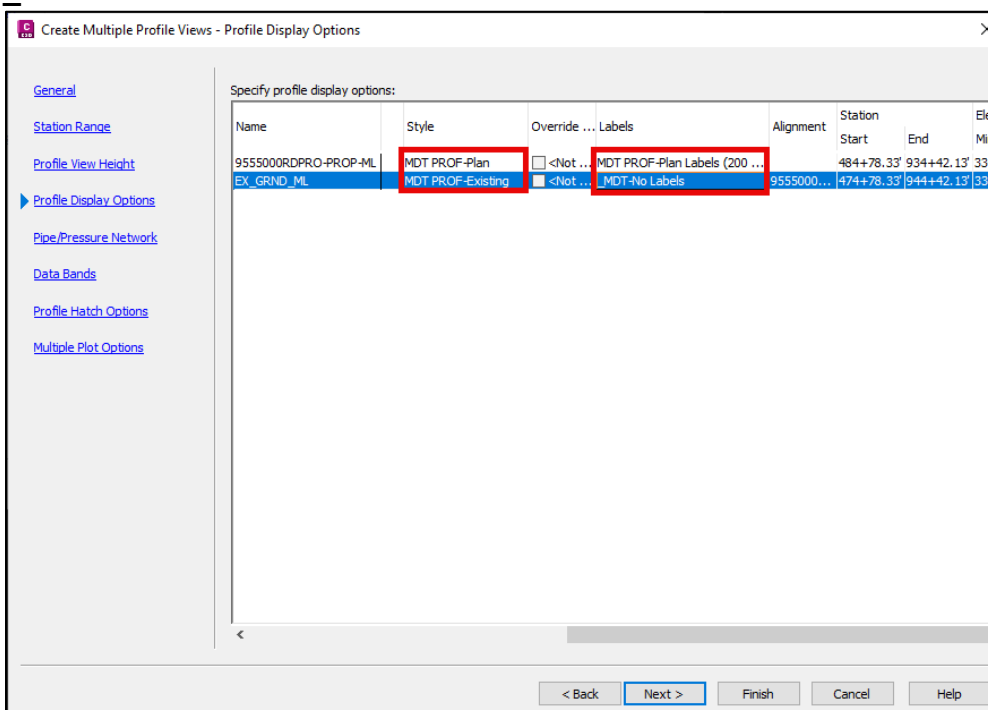 Create Multiple Profile Views - Profile Display Options
General
Station Range
Profile View Height
Profile Display Options
Pipe/Pressure Network
Data Bands
Profile Hatch Options
Multiple Plot Options
Specify profile display options:
Name Style Override ... Labels Alignment Station Start End Ele Mi
9555000RDPRO-PROP-ML MDT PROF-Plan <Not ... MDT PROF-Plan Labels (200 ... 484+78.33' 934+42.13' 33
EX_GRND_ML MDT PROF-Existing <Not ... _MDT-No Labels 9555000... 474+78.33' 944+42.13' 33
< Back Next > Finish Cancel Help